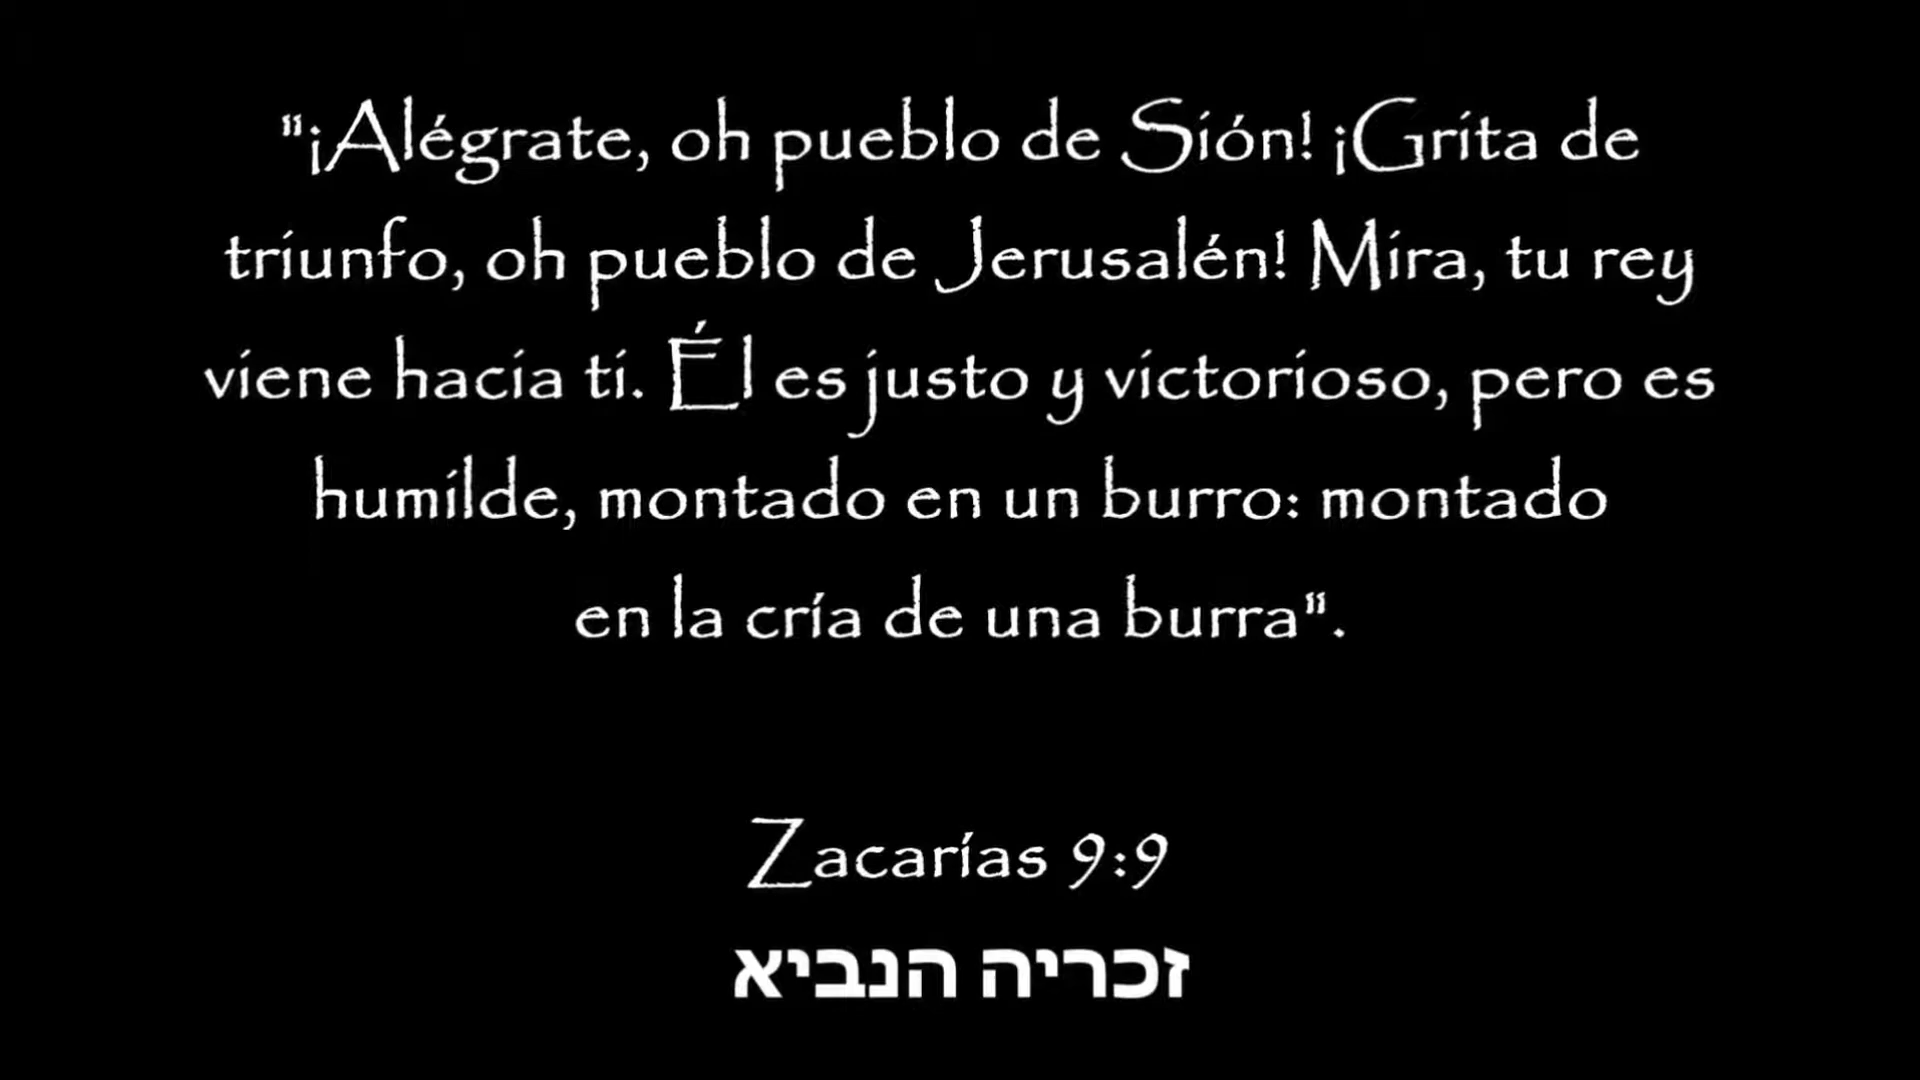 "¡Alégrate, oh pueblo de Sión! ¡Grita de
triunfo, oh pueblo de Jerusalén! Mira, tu rey
viene hacia ti. Él es justo y victorioso, pero es
humilde, montado en un burro: montado
en la cría de una burra".
Zacarías 9:9
זכריה הנביא